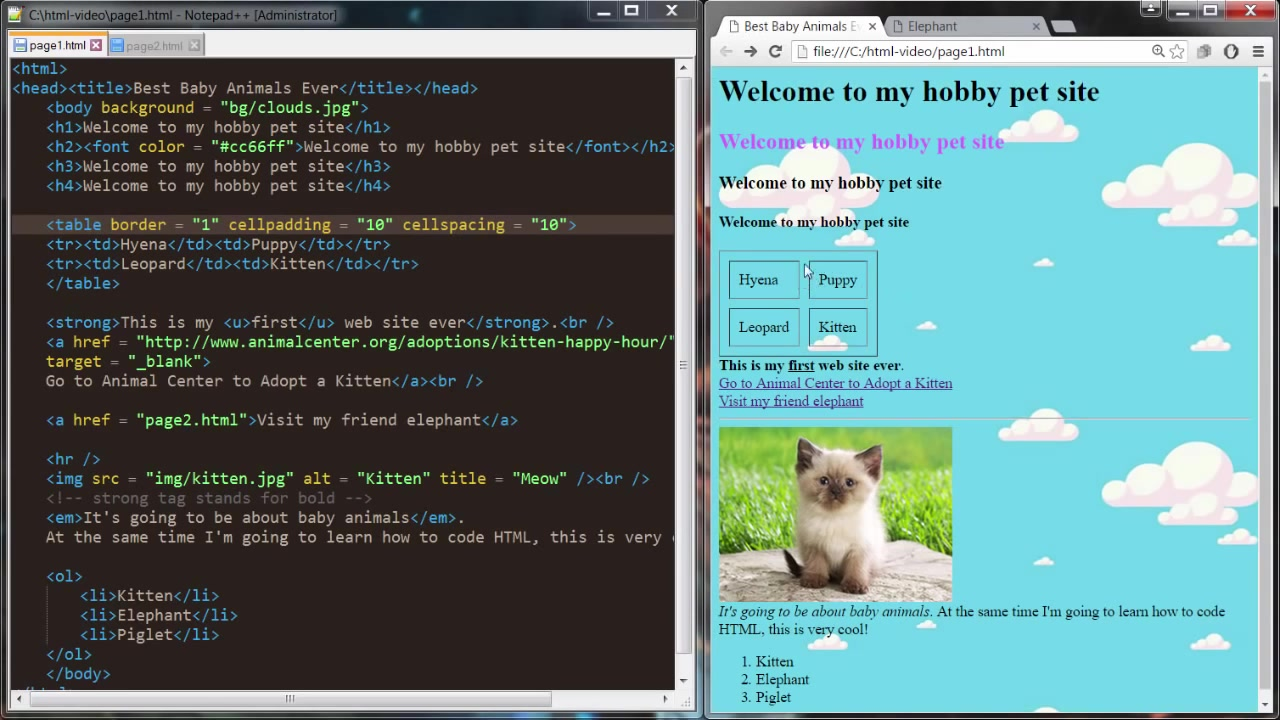 C:\html-video\page1.html - Notepad++ [Administrator]
page1.html
page2.html
<html>
<head><title>Best Baby Animals Ever</title></head>
<body background = "bg/clouds.jpg">
<h1>Welcome to my hobby pet site</h1>
<h2><font color = "#cc66ff">Welcome to my hobby pet site</font></h2>
<h3>Welcome to my hobby pet site</h3>
<h4>Welcome to my hobby pet site</h4>
<table border = "1" cellpadding = "10" cellspacing = "10">
<tr><td>Hyena</td><td>Puppy</td></tr>
<tr><td>Leopard</td><td>Kitten</td></tr>
</table>
<strong>This is my <u>first</u> web site ever</strong>.<br />
<a href = "http://www.animalcenter.org/adoptions/kitten-happy-hour/"
target = "_blank">
Go to Animal Center to Adopt a Kitten</a><br />
<a href = "page2.html">Visit my friend elephant</a>
<hr />
<img src = "img/kitten.jpg" alt = "Kitten" title = "Meow" /><br />
<!-- strong tag stands for bold -->
<em>It's going to be about baby animals</em>.
At the same time I'm going to learn how to code HTML, this is very
<ol>
<li>Kitten</li>
<li>Elephant</li>
<li>Piglet</li>
</ol>
</body>
Best Baby Animals Ev
Elephant
file:///C:/html-video/page1.html
Welcome to my hobby pet site
Welcome to my hobby pet site
Welcome to my hobby pet site
Welcome to my hobby pet site
Hyena Puppy
Leopard Kitten
This is my first web site ever.
Go to Animal Center to Adopt a Kitten
Visit my friend elephant
It's going to be about baby animals. At the same time I'm going to learn how to code
HTML, this is very cool!
1. Kitten
2. Elephant
3. Piglet